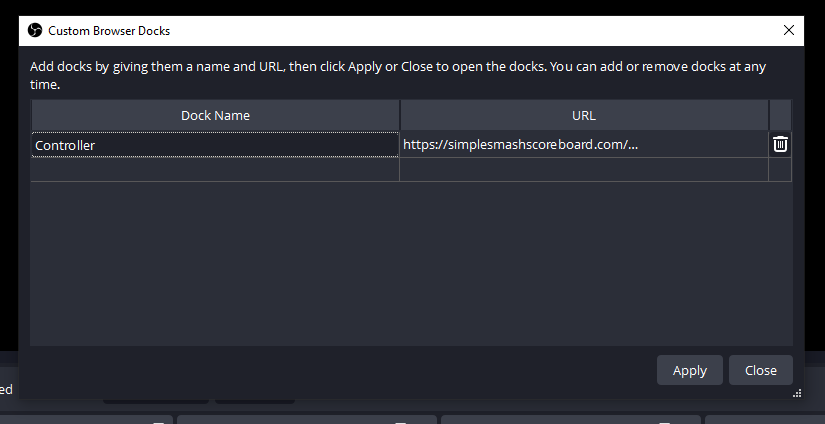 Custom Browser Docks
Add docks by giving them a name and URL, then click Apply or Close to open the docks. You can add or remove docks at any
time.
Dock Name URL
Controller https://simplesmashscoreboard.com/...
Apply Close